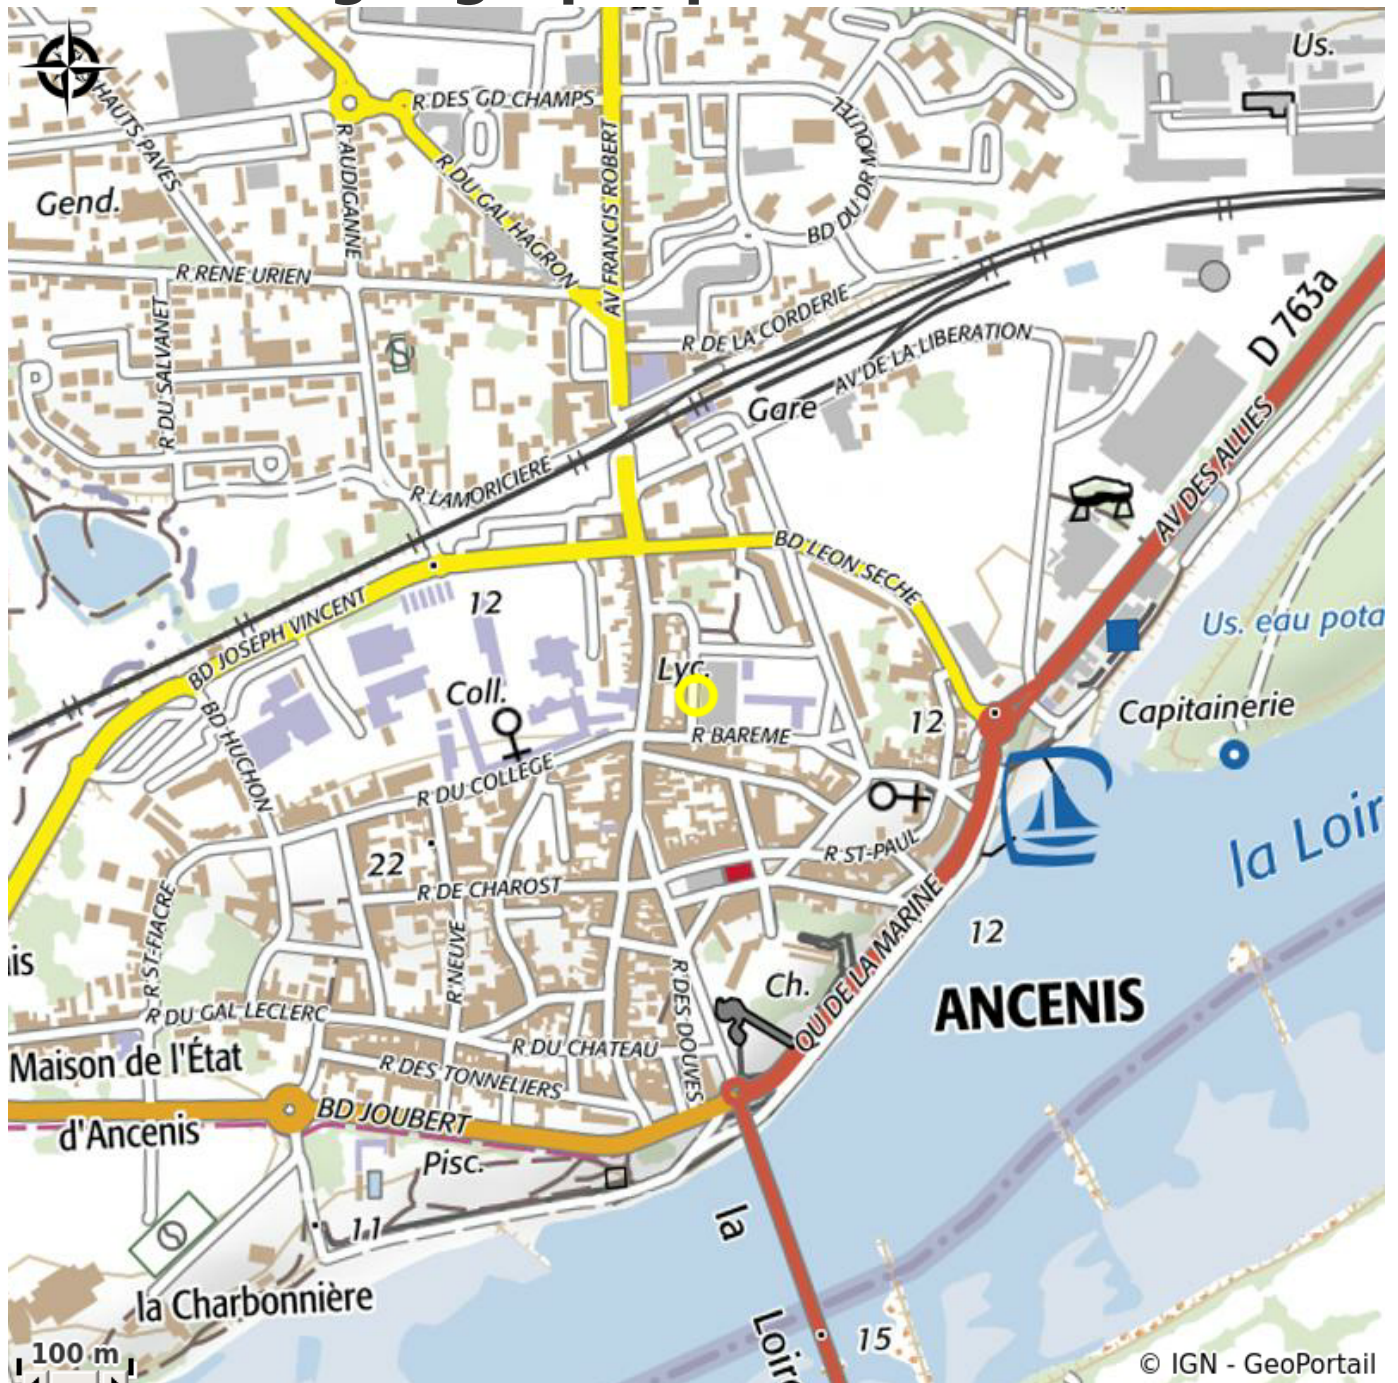 Us.
R DES GD CHAMPS
HAUTS PAVES
R AUDIGANNE
AV FRANCIS ROBERT
R DU GAL HAGRON
BD DU DR MOUTEL
Gend.
R RENE URIEN
R DU SALVANET
R DE LA CORDERIE
AV DE LA LIBERATION
D 763a
Gare
AV DES ALLIES
R LAMORICIERE
BD LEON SECHE
12
BD JOSEPH VINCENT
Us. eau pota
Lyc.
Coll.
Capitainerie
12
BD HUCHON
R BAREME
R DU COLLEGE
la Loir
R ST-PAUL
22
R DE CHAROST
R ST-FIACRE
R NEUVE
12
QU DE LA MARINE
ais
R DES DOUVES
Ch.
ANCENIS
R DU GAL LECLERC
R DU CHATEAU
Maison de l'État
d'Ancenis
R DES TONNELIERS
BD JOUBERT
Pisc.
la
Loire
11
la Charbonnière
15
100 m
© IGN - GeoPortail